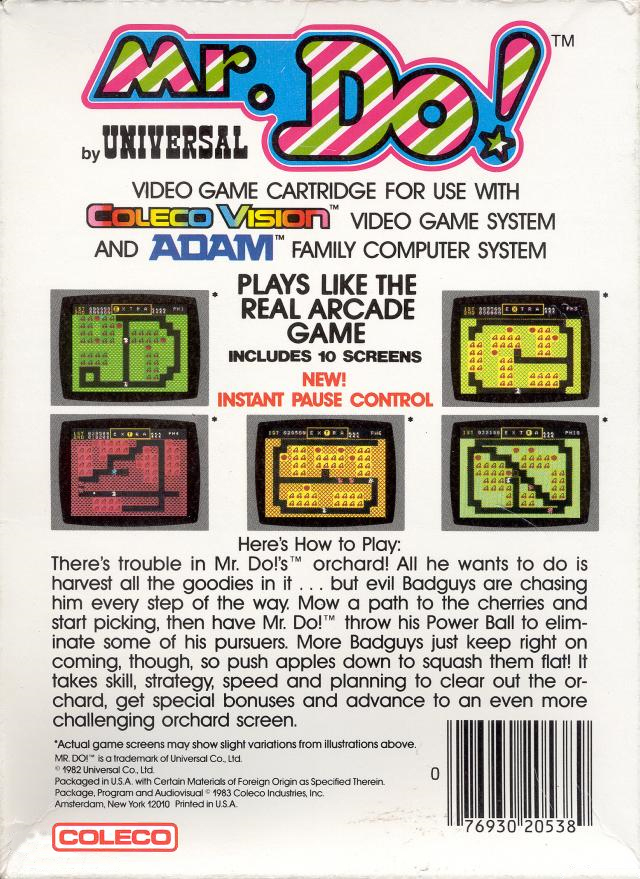 Mr. Do!™
by UNIVERSAL
VIDEO GAME CARTRIDGE FOR USE WITH
COLECO VISION™ VIDEO GAME SYSTEM
AND ADAM™ FAMILY COMPUTER SYSTEM
PLAYS LIKE THE
REAL ARCADE
GAME
INCLUDES 10 SCREENS
NEW!
INSTANT PAUSE CONTROL
*
*
*
*
*
EXTRA
EXTRA
EXTRA
EXTRA
EXTRA
Here's How to Play:
There's trouble in Mr. Do!'s™ orchard! All he wants to do is
harvest all the goodies in it . . . but evil Badguys are chasing
him every step of the way. Mow a path to the cherries and
start picking, then have Mr. Do!™ throw his Power Ball to elim-
inate some of his pursuers. More Badguys just keep right on
coming, though, so push apples down to squash them flat! It
takes skill, strategy, speed and planning to clear out the or-
chard, get special bonuses and advance to an even more
challenging orchard screen.
*Actual game screens may show slight variations from illustrations above.
MR. DO!™ is a trademark of Universal Co., Ltd.
© 1982 Universal Co., Ltd.
Packaged in U.S.A. with Certain Materials of Foreign Origin as Specified Therein.
Package, Program and Audiovisual © 1983 Coleco Industries, Inc.
Amsterdam, New York 12010 Printed in U.S.A.
COLECO
0 76930 20538